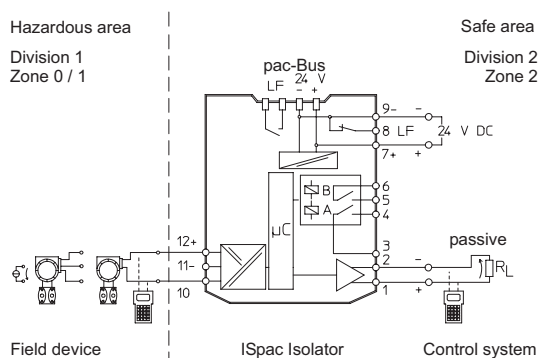 Hazardous area
Safe area
Division 1
Zone 0 / 1
Division 2
Zone 2
pac-Bus
LF 24 V
- +
9- -
8 LF 24 V DC
7+ +
6
B 5
A 4
µC
3
passive
12+
2 -
11-
RL
10
1 +
Field device
ISpac Isolator
Control system